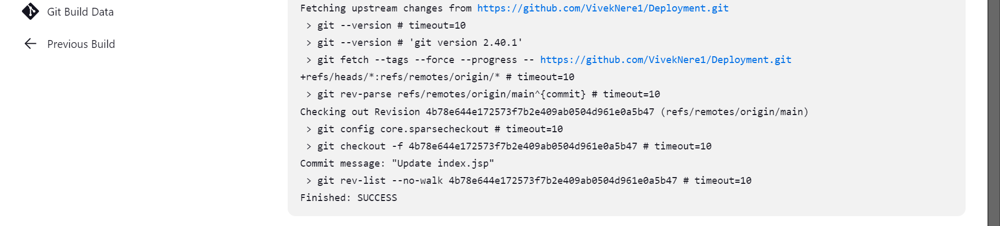 Git Build Data
Previous Build
Fetching upstream changes from https://github.com/VivekNere1/Deployment.git
> git --version # timeout=10
> git --version # 'git version 2.40.1'
> git fetch --tags --force --progress -- https://github.com/VivekNere1/Deployment.git
+refs/heads/*:refs/remotes/origin/* # timeout=10
> git rev-parse refs/remotes/origin/main^{commit} # timeout=10
Checking out Revision 4b78e644e172573f7b2e409ab0504d961e0a5b47 (refs/remotes/origin/main)
> git config core.sparsecheckout # timeout=10
> git checkout -f 4b78e644e172573f7b2e409ab0504d961e0a5b47 # timeout=10
Commit message: "Update index.jsp"
> git rev-list --no-walk 4b78e644e172573f7b2e409ab0504d961e0a5b47 # timeout=10
Finished: SUCCESS